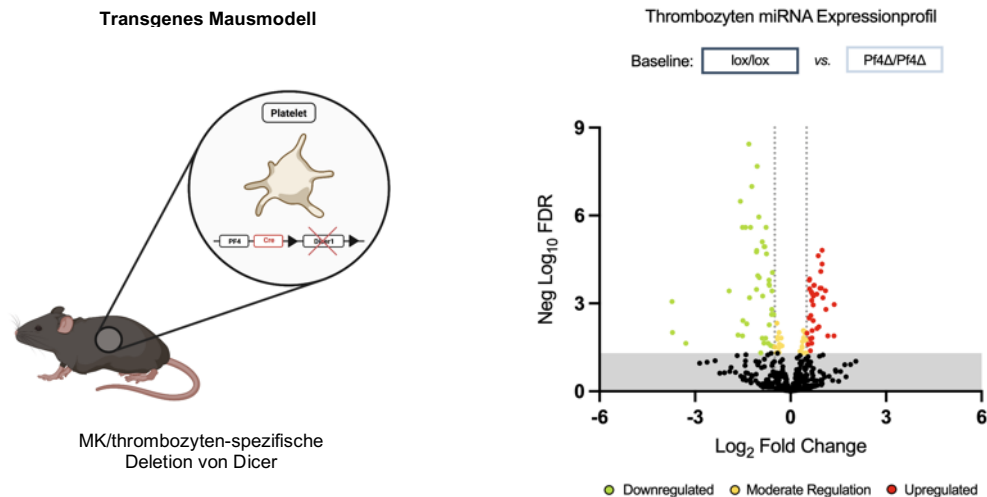 Transgenes Mausmodell
Platelet
PF4 Cre Dicer1
MK/thrombozyten-spezifische
Deletion von Dicer
Thrombozyten miRNA Expressionprofil
Baseline: lox/lox vs. Pf4Δ/Pf4Δ
9
6
3
0
Neg Log10 FDR
-6 -3 0 3 6
Log2 Fold Change
Downregulated Moderate Regulation Upregulated